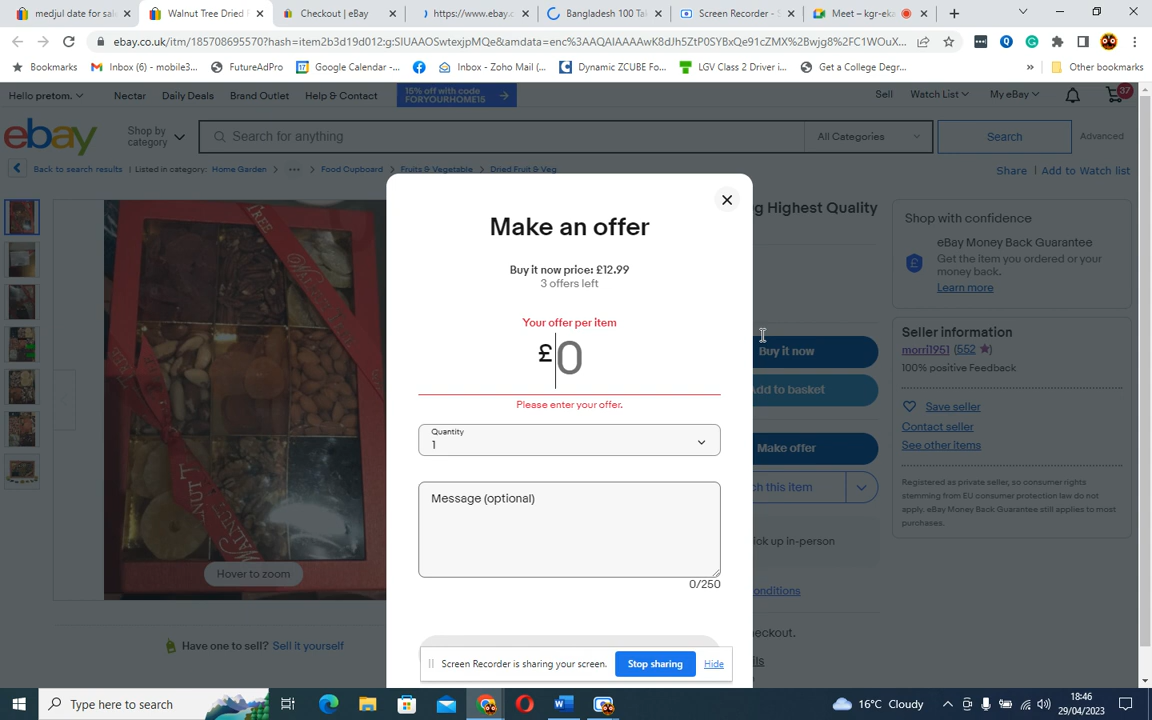 medjul date for sal
Walnut Tree Dried F
Checkout | eBay
https://www.ebay.c
Bangladesh 100 Tak
Screen Recorder - S
Meet – kgr-eka
ebay.co.uk/itm/185708695570?hash=item2b3d19d012:g:SIUAAOSwtexjpMQe&amdata=enc%3AAQAIAAAAwK8dJh5ZtP0SYBxQe91cZMX%2Bwjg8%2FC1WOuX...
Bookmarks
Inbox (6) - mobile3...
FutureAdPro
Google Calendar -...
Inbox - Zoho Mail (...
Dynamic ZCUBE Fo...
LGV Class 2 Driver i...
Get a College Degr...
»
Other bookmarks
Hello pretom.
Nectar
Daily Deals
Brand Outlet
Help & Contact
15% off with code
FORYOURHOME15
Sell
Watch List
My eBay
37
ebay
Shop by
category
Search for anything
All Categories
Search
Advanced
Back to search results | Listed in category: Home Garden > ... > Food Cupboard > Fruits & Vegetable > Dried Fruit & Veg
Share | Add to Watch list
g Highest Quality
Shop with confidence
eBay Money Back Guarantee
Get the item you ordered or your
money back.
Learn more
Make an offer
Buy it now price: £12.99
3 offers left
Your offer per item
£0
Please enter your offer.
Quantity
1
Message (optional)
0/250
Buy it now
Add to basket
Make offer
ch this item
ick up in-person
onditions
heckout.
ils
Seller information
morri1951 (552)
100% positive Feedback
Save seller
Contact seller
See other items
Registered as private seller, so consumer rights
stemming from EU consumer protection law do not
apply. eBay Money Back Guarantee still applies to most
purchases.
WALNUT T
Hover to zoom
Have one to sell? Sell it yourself
Screen Recorder is sharing your screen.
Stop sharing
Hide
Type here to search
16°C Cloudy
18:46
29/04/2023